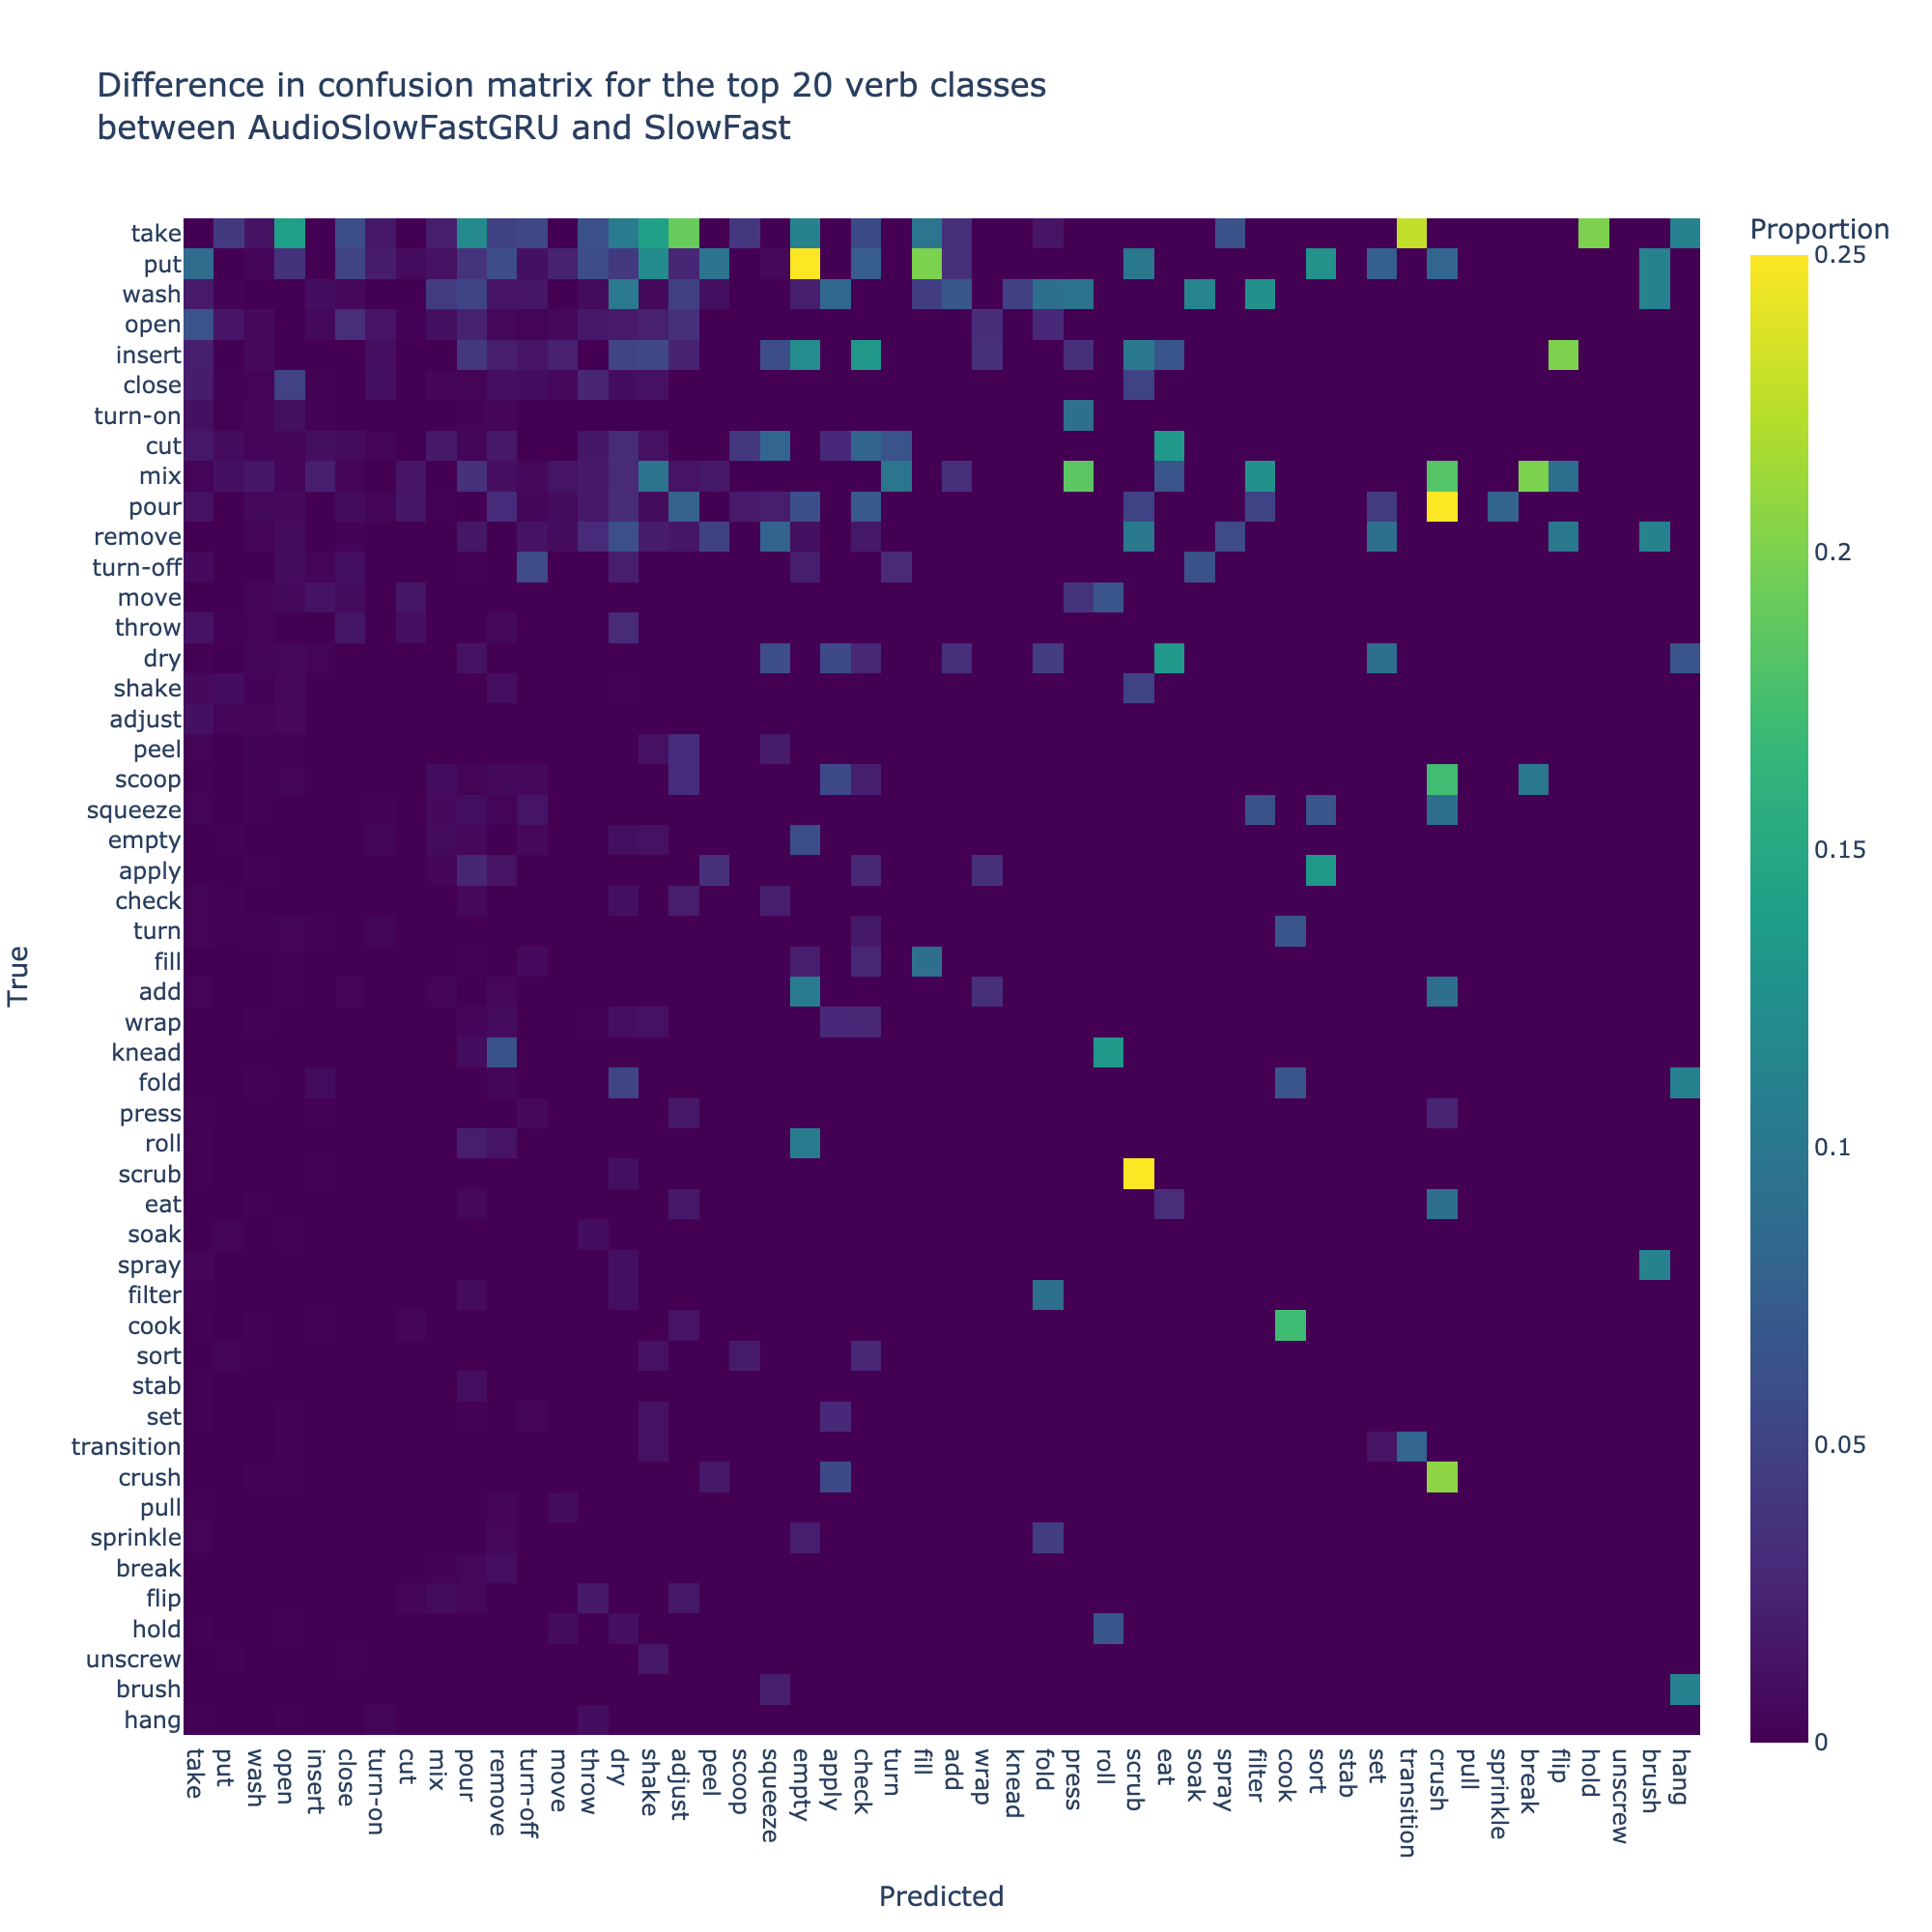 Difference in confusion matrix for the top 20 verb classes
between AudioSlowFastGRU and SlowFast
Proportion
0.25
0.2
0.15
0.1
0.05
0
True
take
put
wash
open
insert
close
turn-on
cut
mix
pour
remove
turn-off
move
throw
dry
shake
adjust
peel
scoop
squeeze
empty
apply
check
turn
fill
add
wrap
knead
fold
press
roll
scrub
eat
soak
spray
filter
cook
sort
stab
set
transition
crush
pull
sprinkle
break
flip
hold
unscrew
brush
hang
take
put
wash
open
insert
close
turn-on
cut
mix
pour
remove
turn-off
move
throw
dry
shake
adjust
peel
scoop
squeeze
empty
apply
check
turn
fill
add
wrap
knead
fold
press
roll
scrub
eat
soak
spray
filter
cook
sort
stab
set
transition
crush
pull
sprinkle
break
flip
hold
unscrew
brush
hang
Predicted